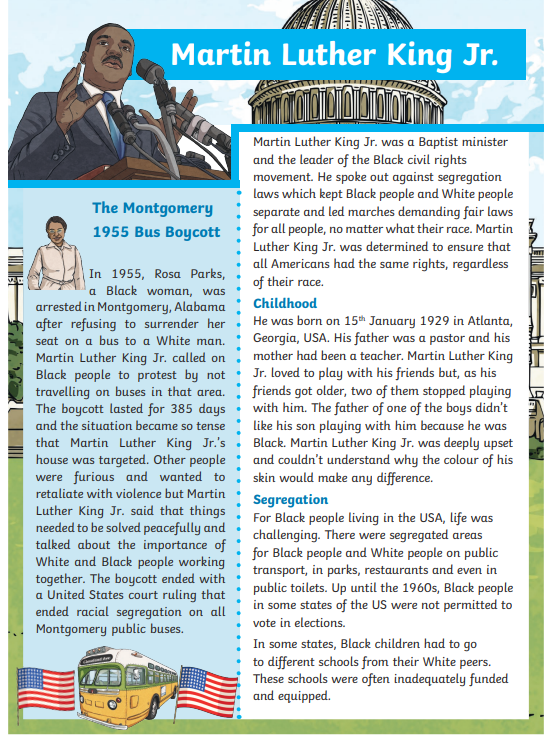 Martin Luther King Jr.
Martin Luther King Jr. was a Baptist minister
and the leader of the Black civil rights
movement. He spoke out against segregation
laws which kept Black people and White people
separate and led marches demanding fair laws
for all people, no matter what their race. Martin
Luther King Jr. was determined to ensure that
all Americans had the same rights, regardless
of their race.
Childhood
He was born on 15th January 1929 in Atlanta,
Georgia, USA. His father was a pastor and his
mother had been a teacher. Martin Luther King
Jr. loved to play with his friends but, as his
friends got older, two of them stopped playing
with him. The father of one of the boys didn't
like his son playing with him because he was
Black. Martin Luther King Jr. was deeply upset
and couldn't understand why the colour of his
skin would make any difference.
Segregation
For Black people living in the USA, life was
challenging. There were segregated areas
for Black people and White people on public
transport, in parks, restaurants and even in
public toilets. Up until the 1960s, Black people
in some states of the US were not permitted to
vote in elections.
In some states, Black children had to go
to different schools from their White peers.
These schools were often inadequately funded
and equipped.
The Montgomery
1955 Bus Boycott
In 1955, Rosa Parks,
a Black woman, was
arrested in Montgomery, Alabama
after refusing to surrender her
seat on a bus to a White man.
Martin Luther King Jr. called on
Black people to protest by not
travelling on buses in that area.
The boycott lasted for 385 days
and the situation became so tense
that Martin Luther King Jr.'s
house was targeted. Other people
were furious and wanted to
retaliate with violence but Martin
Luther King Jr. said that things
needed to be solved peacefully and
talked about the importance of
White and Black people working
together. The boycott ended with
a United States court ruling that
ended racial segregation on all
Montgomery public buses.